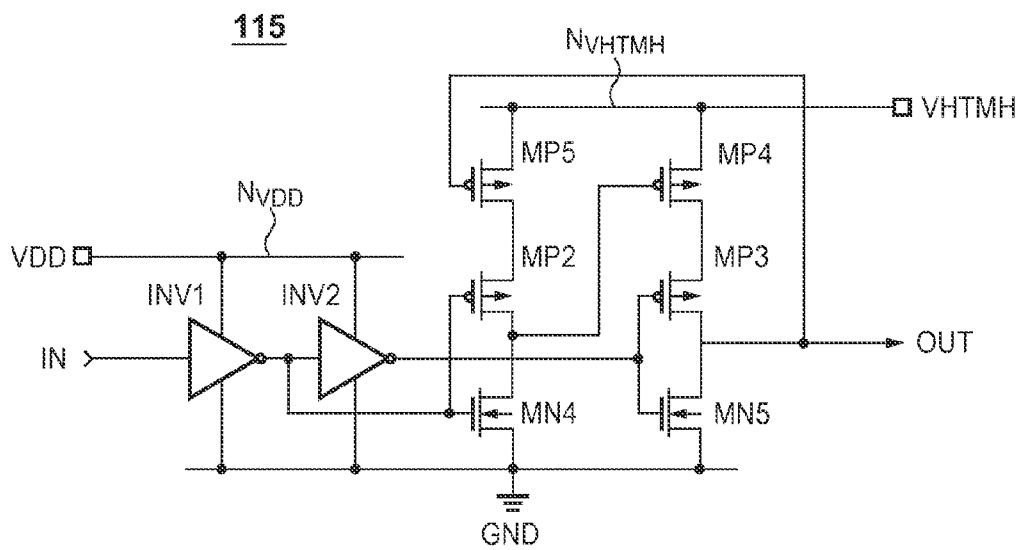 115
NVHTMH
VHTMH
MP5
MP4
NVDD
VDD
MP2
MP3
INV1
INV2
IN
OUT
MN4
MN5
GND